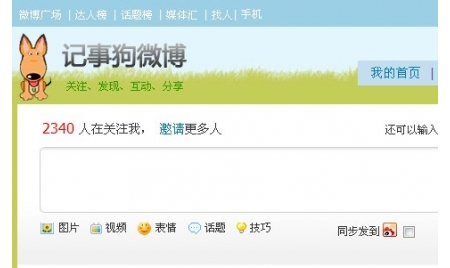 微博广场 | 达人榜 | 话题榜 | 媒体汇 | 找人 | 手机
记事狗微博
关注、发现、互动、分享
我的首页 |
2340 人在关注我， 邀请更多人 还可以输入
图片 视频 表情 话题 技巧 同步发到